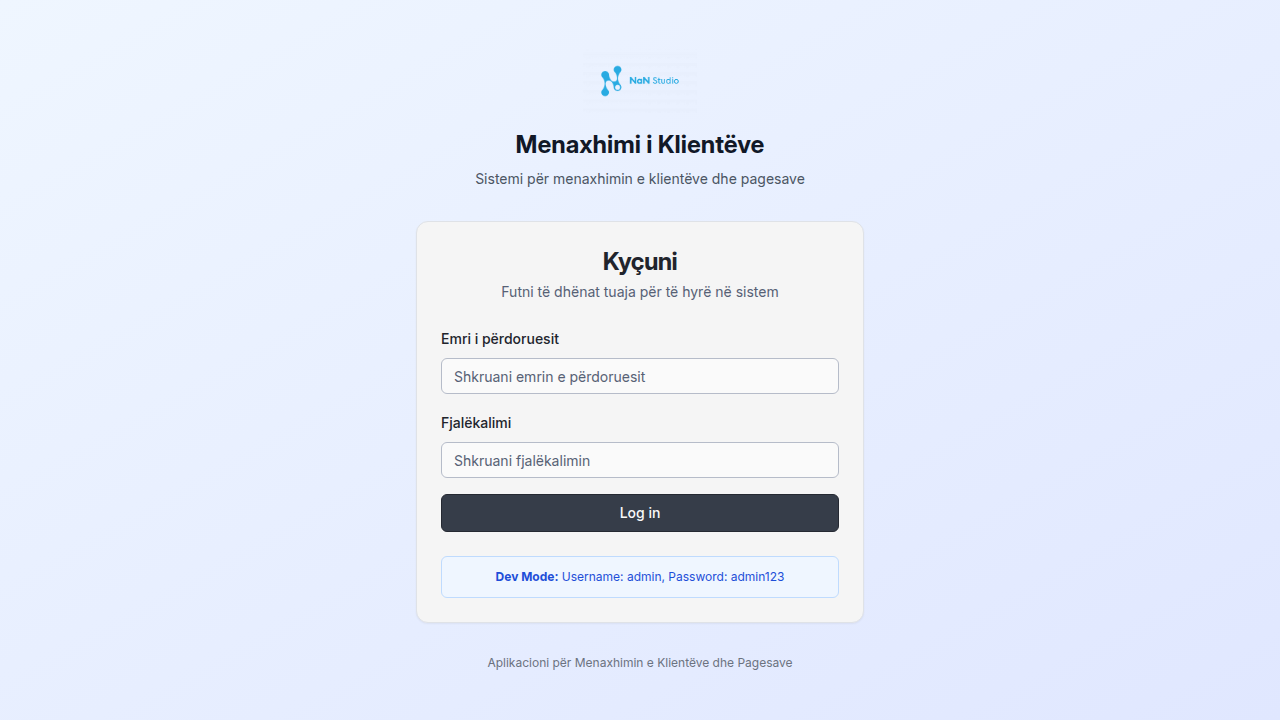 NaN Studio
Menaxhimi i Klientëve
Sistemi për menaxhimin e klientëve dhe pagesave
Kyçuni
Futni të dhënat tuaja për të hyrë në sistem
Emri i përdoruesit
Shkruani emrin e përdoruesit
Fjalëkalimi
Shkruani fjalëkalimin
Log in
Dev Mode: Username: admin, Password: admin123
Aplikacioni për Menaxhimin e Klientëve dhe Pagesave